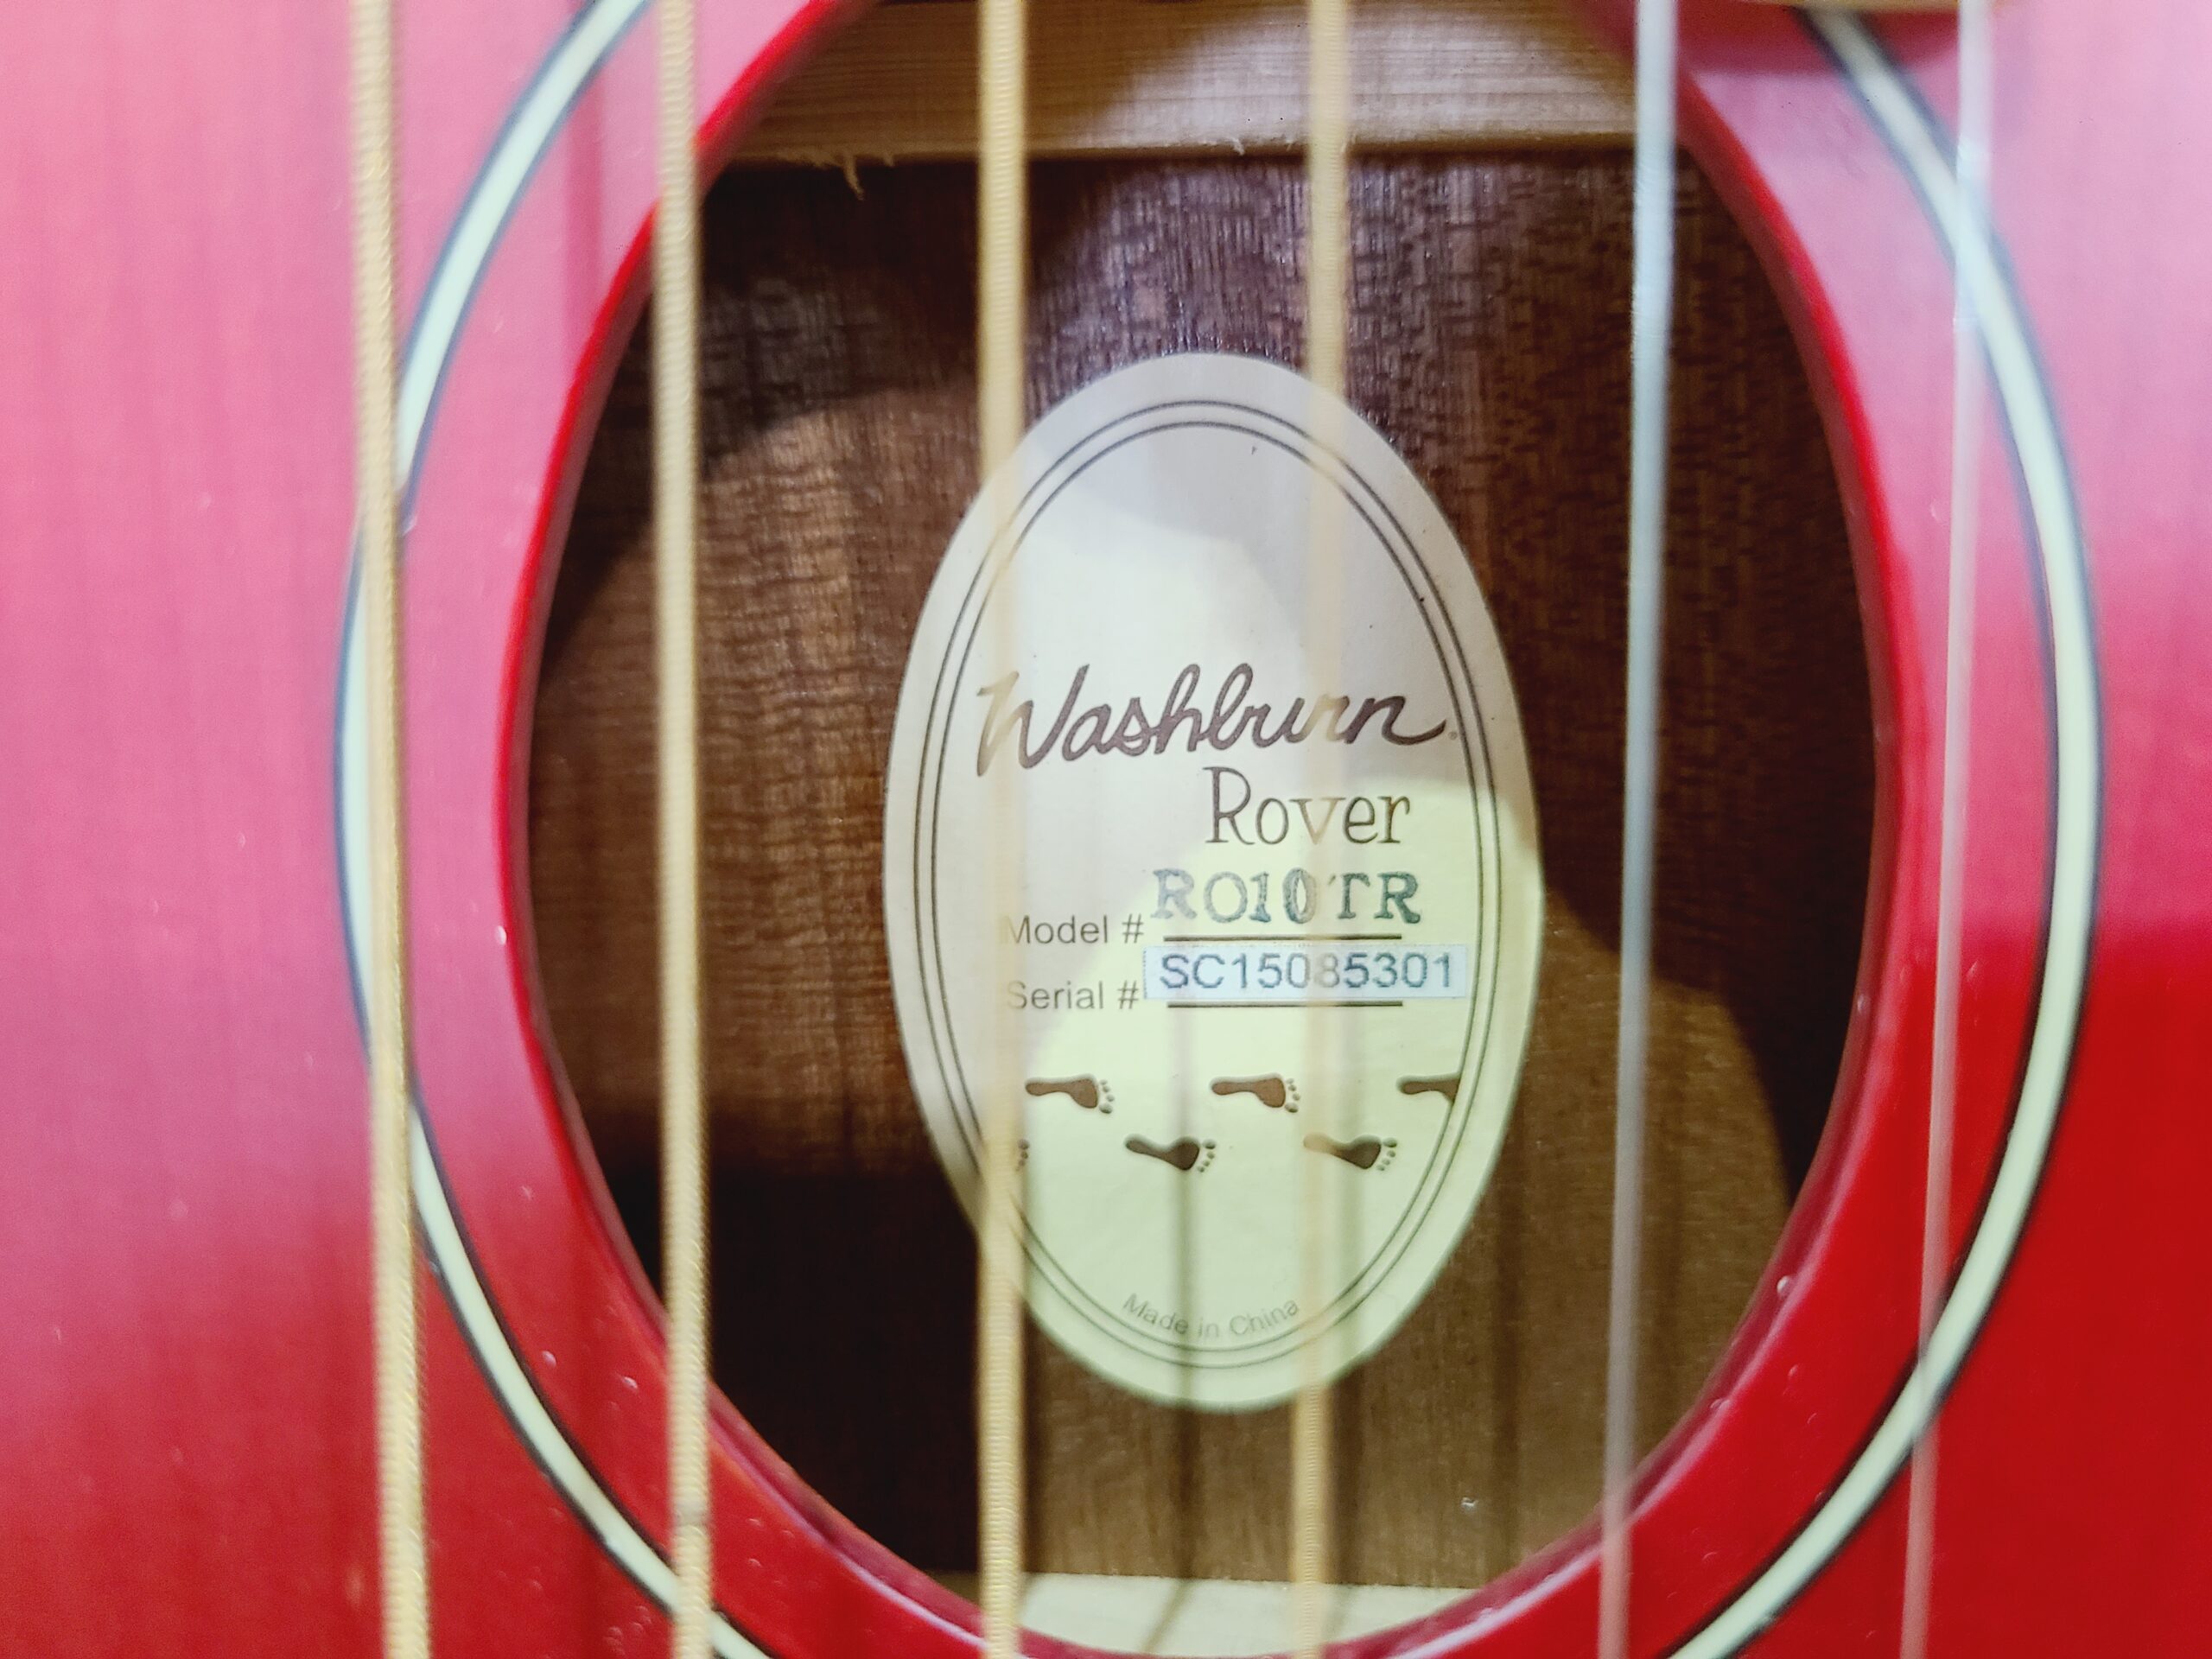 Washburn
Rover
Model # RO10TR
Serial # SC15085301
Made in China